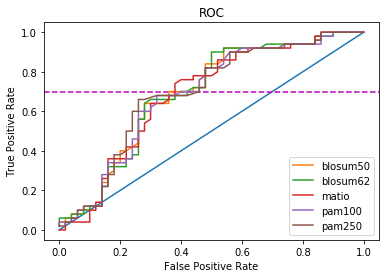 ROC
True Positive Rate
1.0
0.8
0.6
0.4
0.2
0.0
blosum50
blosum62
matio
pam100
pam250
0.0 0.2 0.4 0.6 0.8 1.0
False Positive Rate